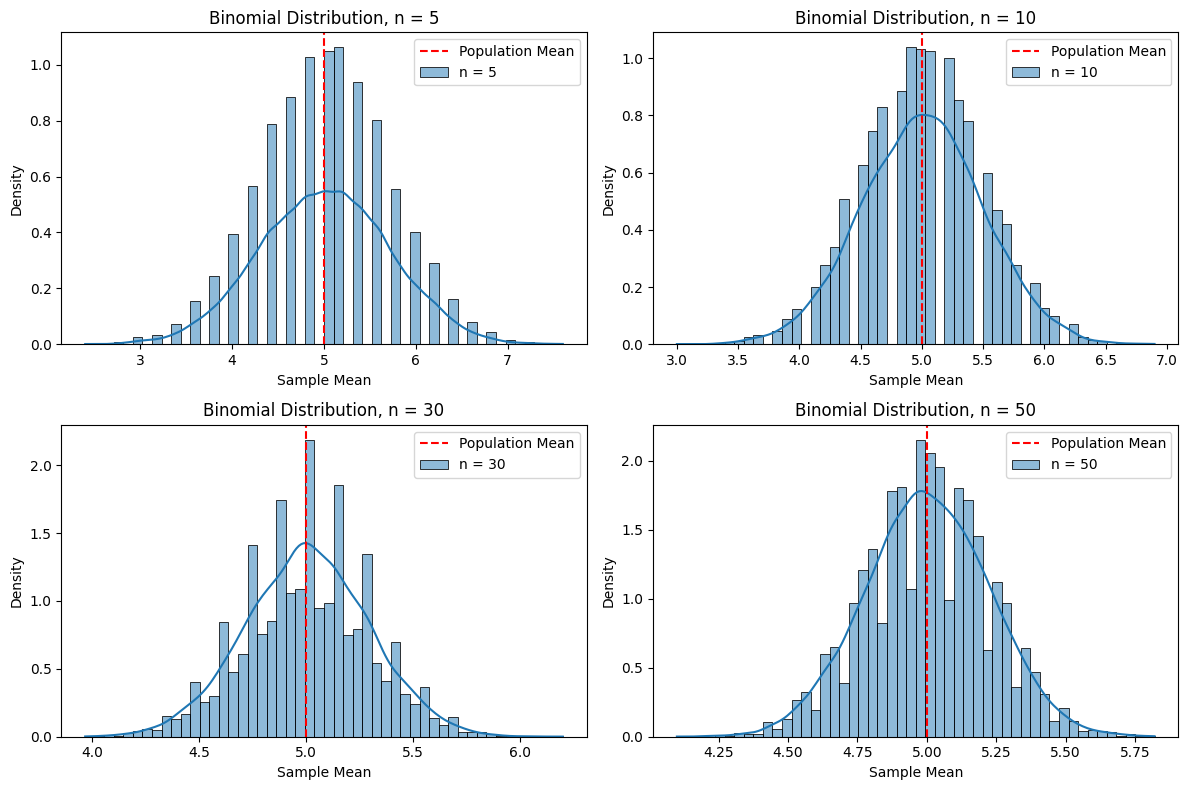 Binomial Distribution, n = 5
Population Mean
n = 5
Density
1.0
0.8
0.6
0.4
0.2
0.0
3 4 5 6 7
Sample Mean
Binomial Distribution, n = 10
Population Mean
n = 10
Density
1.0
0.8
0.6
0.4
0.2
0.0
3.0 3.5 4.0 4.5 5.0 5.5 6.0 6.5 7.0
Sample Mean
Binomial Distribution, n = 30
Population Mean
n = 30
Density
2.0
1.5
1.0
0.5
0.0
4.0 4.5 5.0 5.5 6.0
Sample Mean
Binomial Distribution, n = 50
Population Mean
n = 50
Density
2.0
1.5
1.0
0.5
0.0
4.25 4.50 4.75 5.00 5.25 5.50 5.75
Sample Mean